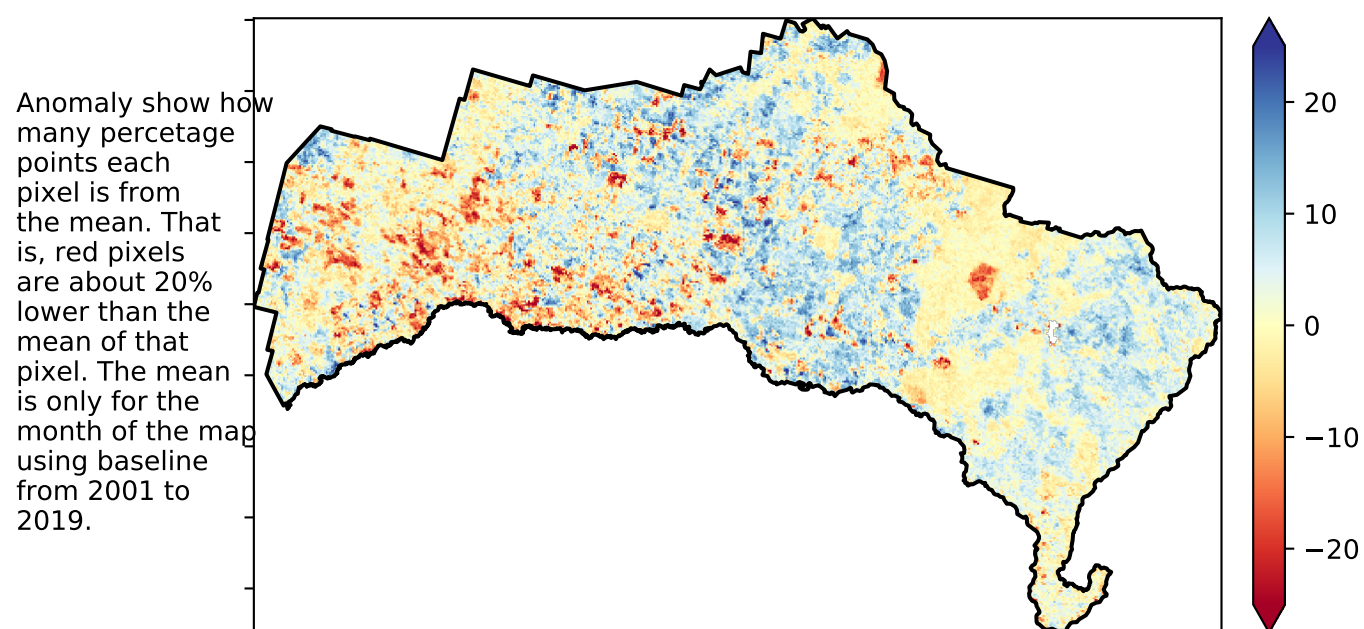 Anomaly show how
many percetage
points each
pixel is from
the mean. That
is, red pixels
are about 20%
lower than the
mean of that
pixel. The mean
is only for the
month of the map
using baseline
from 2001 to
2019.
20
10
0
−10
−20